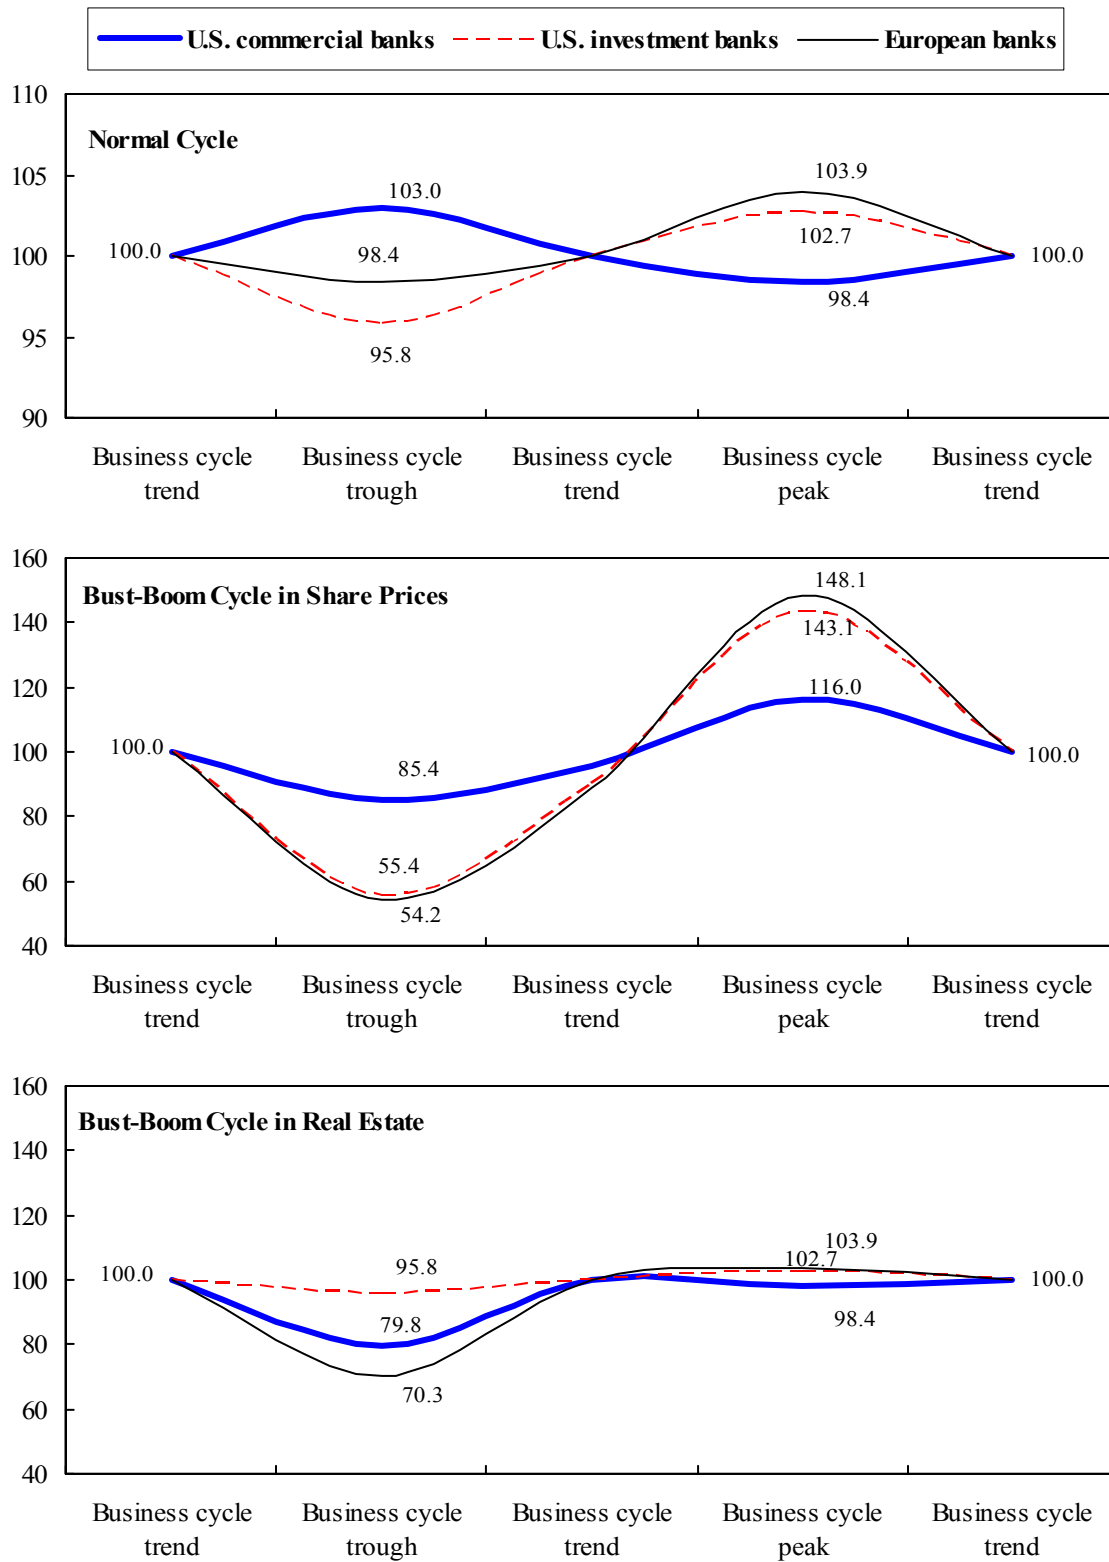 U.S. commercial banks U.S. investment banks European banks
110
Normal Cycle
103.9
105
103.0
100.0
98.4
102.7
100
100.0
98.4
95
95.8
90
Business cycle trend
Business cycle trough
Business cycle trend
Business cycle peak
Business cycle trend
160
Bust-Boom Cycle in Share Prices
148.1
140
143.1
120
116.0
100.0
100
100.0
85.4
80
55.4
60
54.2
40
Business cycle trend
Business cycle trough
Business cycle trend
Business cycle peak
Business cycle trend
160
Bust-Boom Cycle in Real Estate
140
120
103.9
102.7
100.0
95.8
100
100.0
79.8
98.4
80
70.3
60
40
Business cycle trend
Business cycle trough
Business cycle trend
Business cycle peak
Business cycle trend